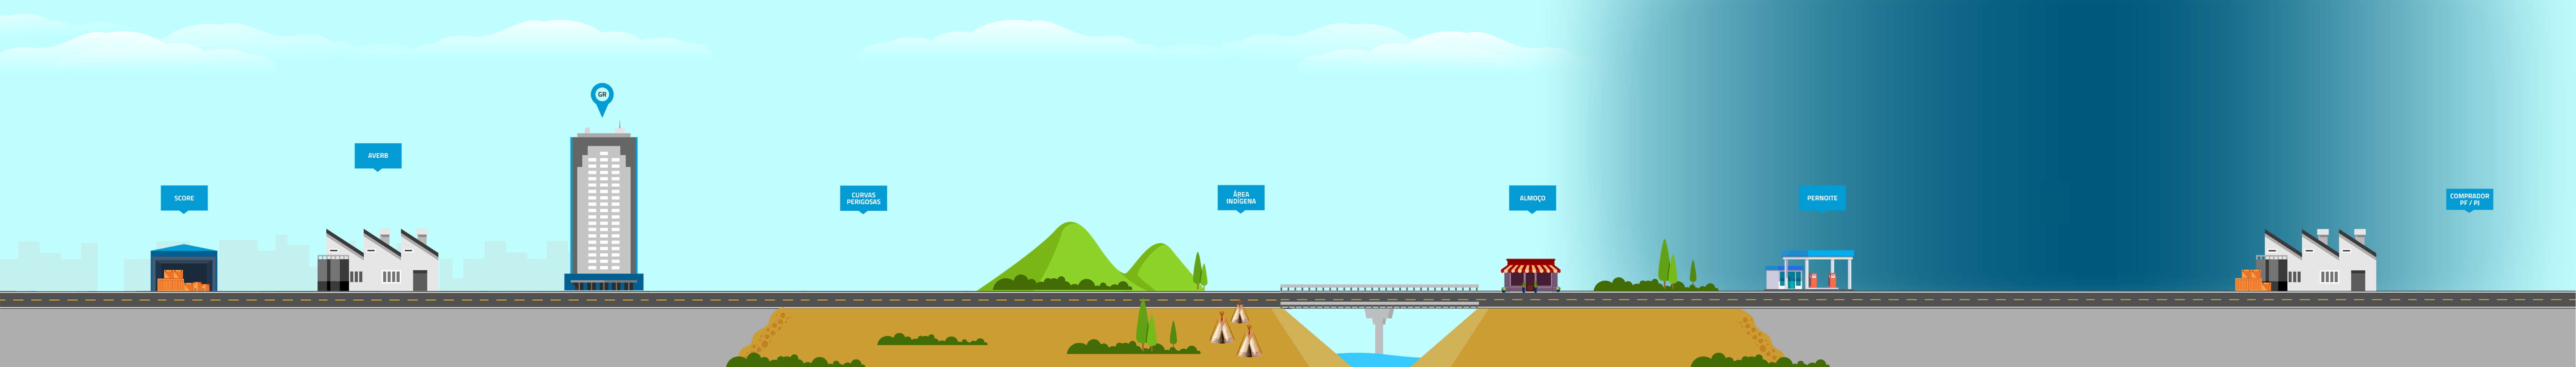 GR
AVERB
SCORE
CURVAS
PERIGOSAS
ÁREA
INDÍGENA
ALMOÇO
PERNOITE
COMPRADOR
PF / PJ